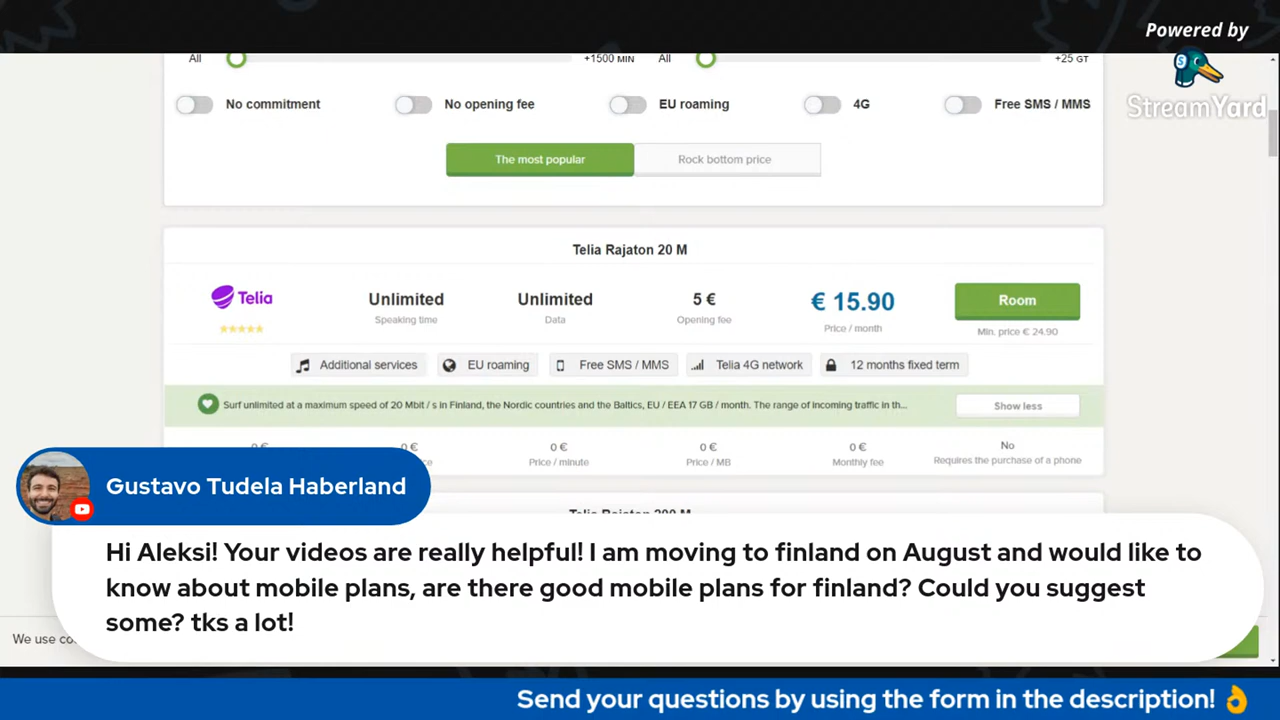 Powered by
StreamYard
All +1500 MIN All +25 GT
No commitment No opening fee EU roaming 4G Free SMS / MMS
The most popular Rock bottom price
Telia Rajaton 20 M
Telia Unlimited Unlimited 5 € € 15.90 Room
Speaking time Data Opening fee Price / month Min. price € 24.90
Additional services EU roaming Free SMS / MMS Telia 4G network 12 months fixed term
Surf unlimited at a maximum speed of 20 Mbit / s in Finland, the Nordic countries and the Baltics, EU / EEA 17 GB / month. The range of incoming traffic in th... Show less
0 € 0 € 0 € 0 € 0 € No
Price / minute Price / MB Monthly fee Requires the purchase of a phone
Gustavo Tudela Haberland
Hi Aleksi! Your videos are really helpful! I am moving to finland on August and would like to
know about mobile plans, are there good mobile plans for finland? Could you suggest
some? tks a lot!
We use
Send your questions by using the form in the description!